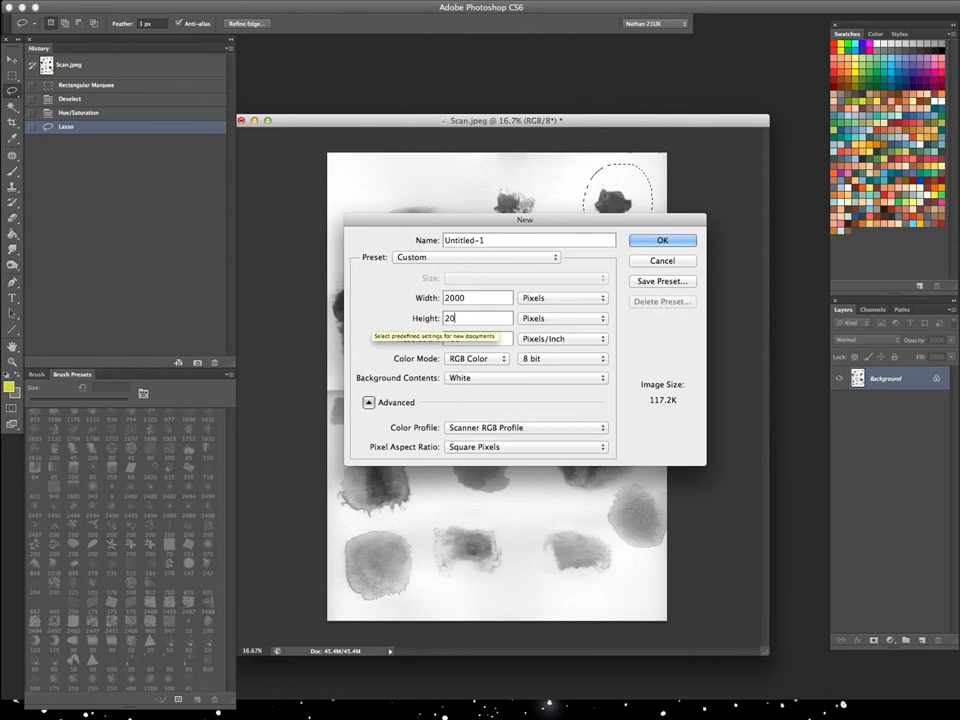 Adobe Photoshop CS6
Feather: 1 px Anti-alias Refine Edge... Nathan 21UX
History
Scan.jpeg
Rectangular Marquee
Deselect
Hue/Saturation
Lasso
Swatches Color Styles
Scan.jpeg @ 16.7% (RGB/8*) *
New
Name: Untitled-1 OK
Preset: Custom Cancel
Size:
Save Preset...
Width: 2000 Pixels
Delete Preset...
Height: 20 Pixels
Select predefined settings for new documents
Pixels/Inch
Color Mode: RGB Color 8 bit
Background Contents: White
Image Size:
117.2K
Advanced
Color Profile: Scanner RGB Profile
Pixel Aspect Ratio: Square Pixels
Layers Channels Paths
Kind
Normal Opacity:
Lock: Fill:
Background
Brush Brush Presets
Size:
16.67% Doc: 45.4M/45.4M